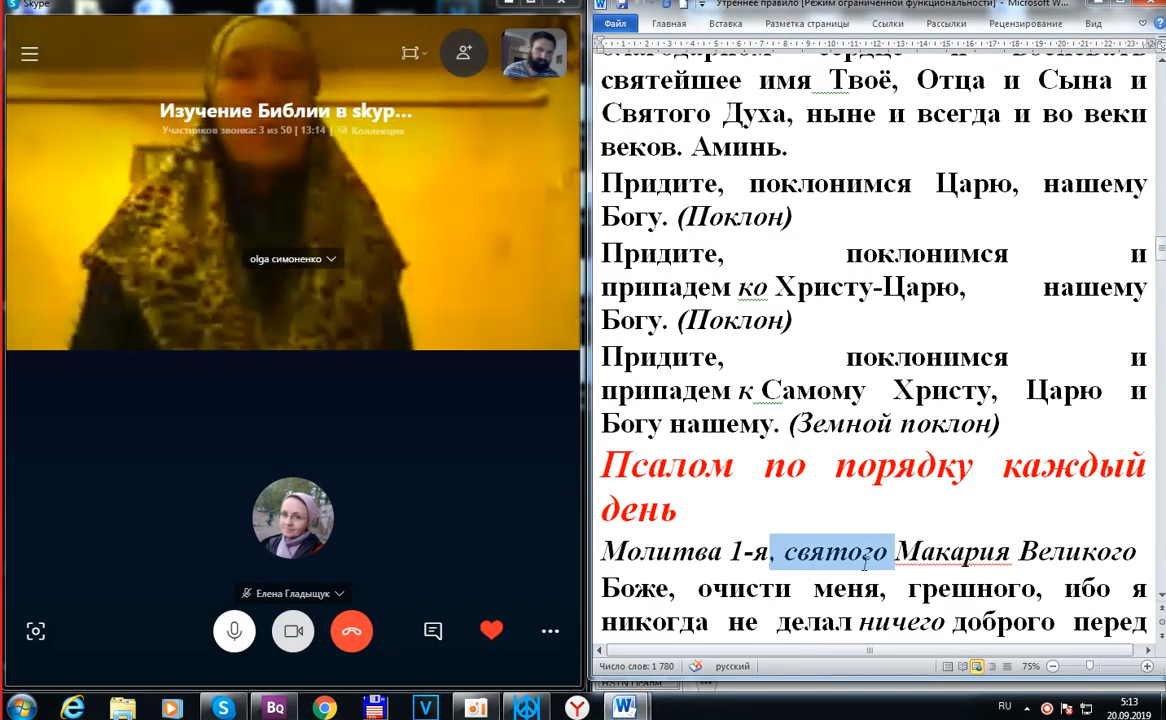 Skype
Изучение Библии в skyp...
Участников звонка: 3 из 50 | 13:14 | Коллекция
olga симоненко
Елена Гладыщук
Утреннее правило [Режим ограниченной функциональности] - Microsoft W...
Файл Главная Вставка Разметка страницы Ссылки Рассылки Рецензирование Вид
святейшее имя Твоё, Отца и Сына и
Святого Духа, ныне и всегда и во веки
веков. Аминь.
Придите, поклонимся Царю, нашему
Богу. (Поклон)
Придите, поклонимся и
припадем ко Христу-Царю, нашему
Богу. (Поклон)
Придите, поклонимся и
припадем к Самому Христу, Царю и
Богу нашему. (Земной поклон)
Псалом по порядку каждый
день
Молитва 1-я, святого Макария Великого
Боже, очисти меня, грешного, ибо я
никогда не делал ничего доброго перед
Число слов: 1 780 русский 75%
RU 5:13
20.09.2019